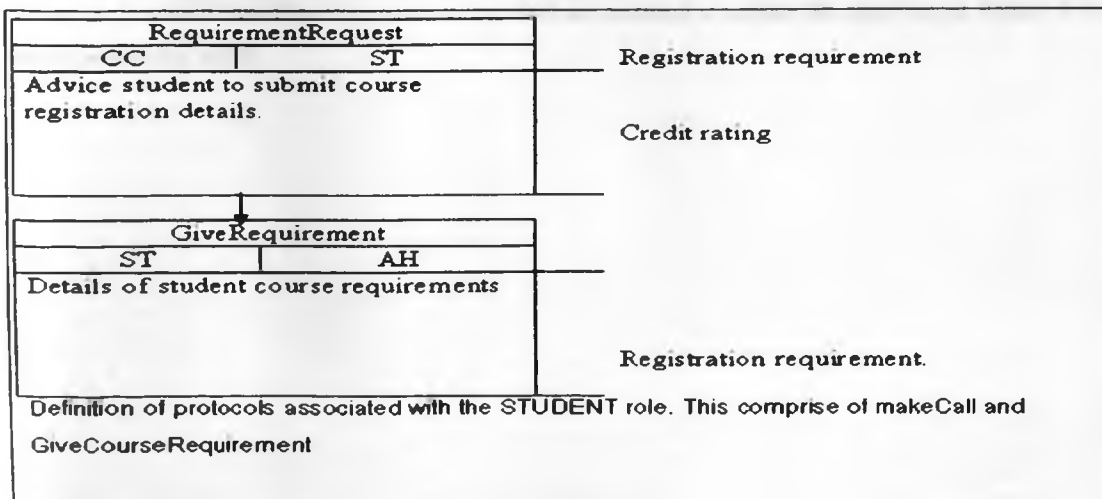 RequirementRequest
CC ST
Registration requirement
Advice student to submit course
registration details.
Credit rating
GiveRequirement
ST AH
Details of student course requirements
Registration requirement.
Definition of protocols associated with the STUDENT role. This comprise of makeCall and
GiveCourseRequirement